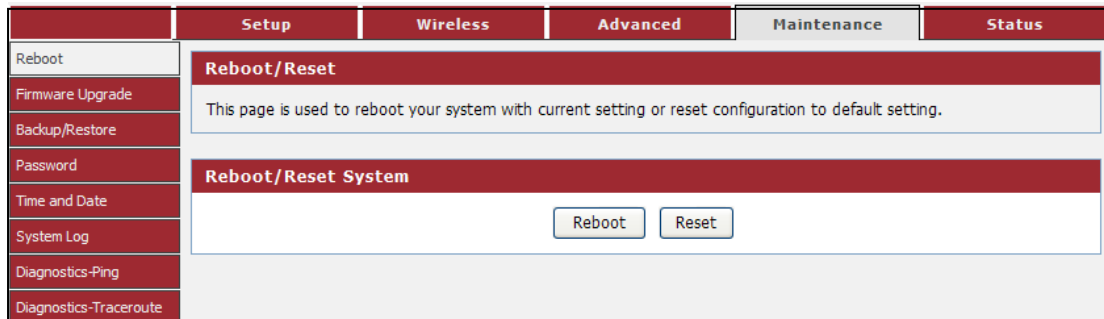 Setup
Wireless
Advanced
Maintenance
Status
Reboot
Firmware Upgrade
Backup/Restore
Password
Time and Date
System Log
Diagnostics-Ping
Diagnostics-Traceroute
Reboot/Reset
This page is used to reboot your system with current setting or reset configuration to default setting.
Reboot/Reset System
Reboot
Reset